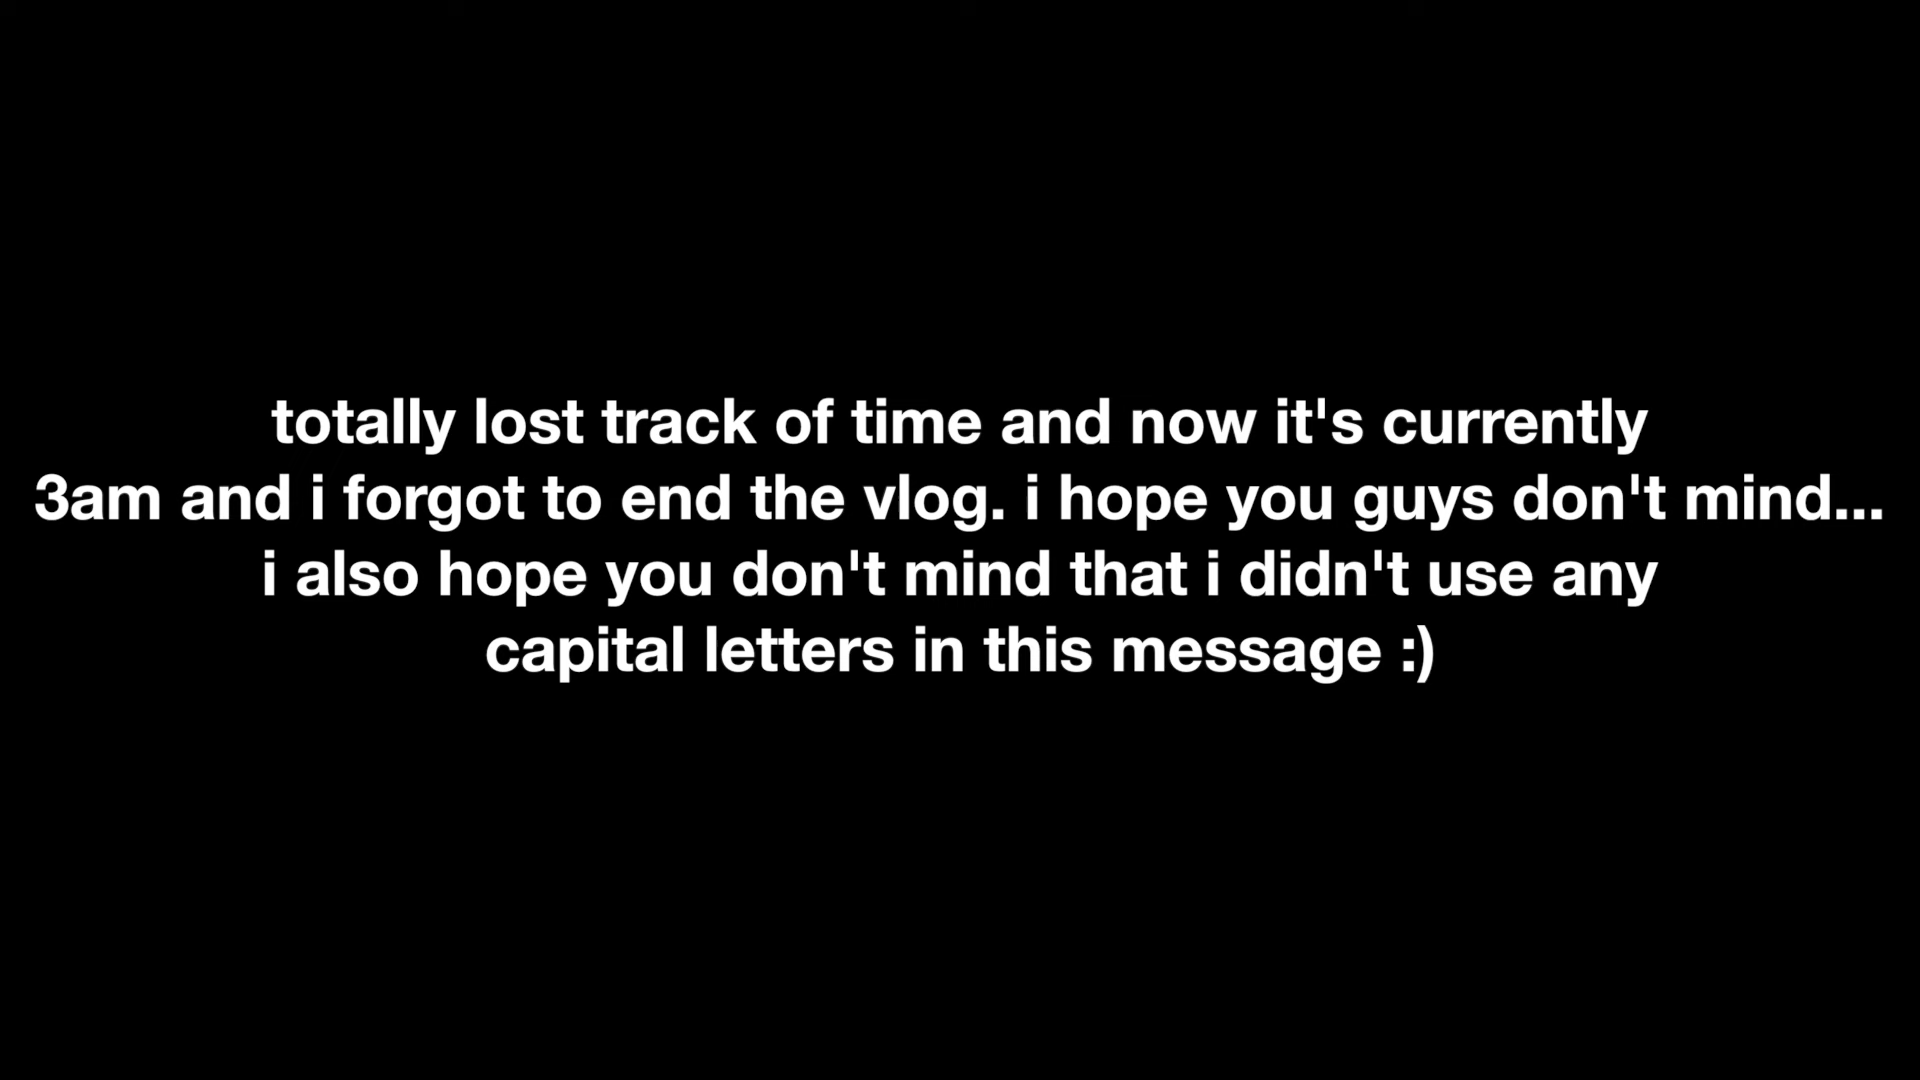 totally lost track of time and now it's currently
3am and i forgot to end the vlog. i hope you guys don't mind...
i also hope you don't mind that i didn't use any
capital letters in this message :)